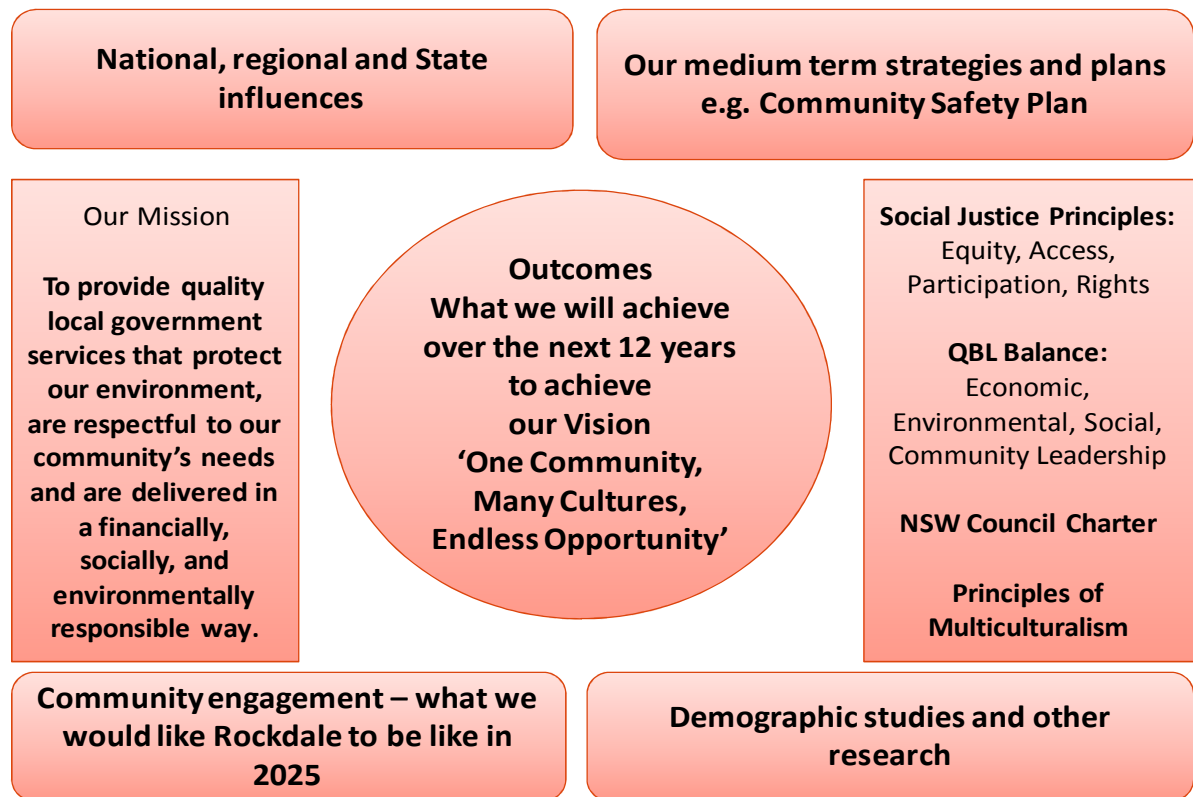 National, regional and State
influences
Our medium term strategies and plans
e.g. Community Safety Plan
Our Mission
To provide quality
local government
services that protect
our environment,
are respectful to our
community’s needs
and are delivered in
a financially,
socially, and
environmentally
responsible way.
Outcomes
What we will achieve
over the next 12 years
to achieve
our Vision
‘One Community,
Many Cultures,
Endless Opportunity’
Social Justice Principles:
Equity, Access,
Participation, Rights
QBL Balance:
Economic,
Environmental, Social,
Community Leadership
NSW Council Charter
Principles of
Multiculturalism
Community engagement – what we
would like Rockdale to be like in
2025
Demographic studies and other
research